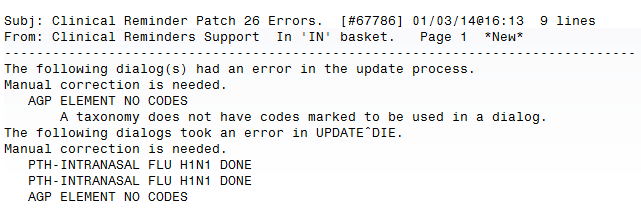 Subj: Clinical Reminder Patch 26 Errors.  [#67786] 01/03/14@16:13  9 lines
From: Clinical Reminders Support  In 'IN' basket.   Page 1  *New*
-------------------------------------------------------------------------------
The following dialog(s) had an error in the update process.
Manual correction is needed.
   AGP ELEMENT NO CODES
       A taxonomy does not have codes marked to be used in a dialog.
The following dialogs took an error in UPDATE^DIE.
Manual correction is needed.
   PTH-INTRANASAL FLU H1N1 DONE
   PTH-INTRANASAL FLU H1N1 DONE
   AGP ELEMENT NO CODES